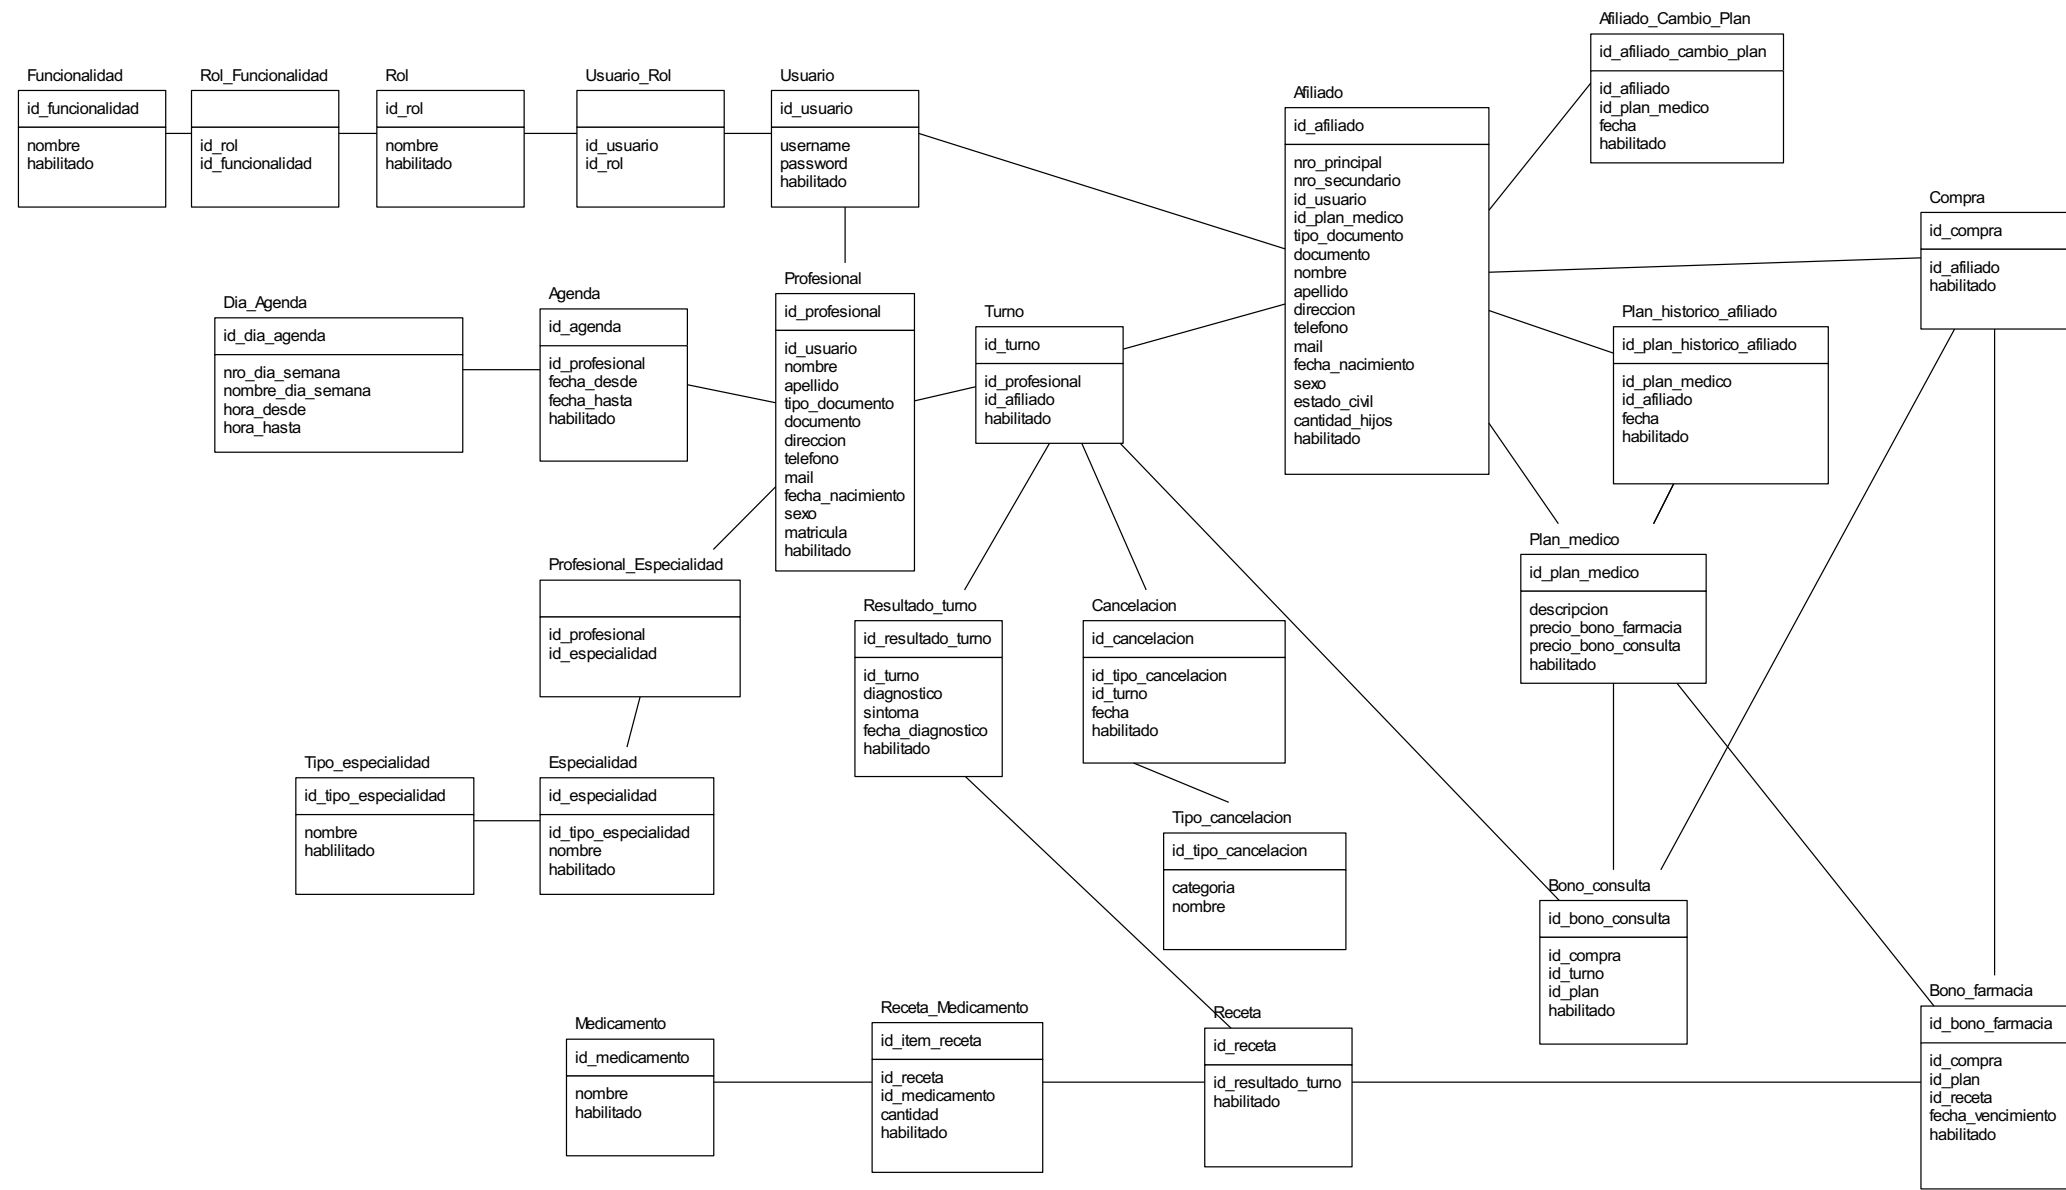 Afiliado_Cambio_Plan
id_afiliado_cambio_plan
id_afiliado
id_plan_medico
fecha
habilitado
Funcionalidad
id_funcionalidad
nombre
habilitado
Rol_Funcionalidad
id_rol
id_funcionalidad
Rol
id_rol
nombre
habilitado
Usuario_Rol
id_usuario
id_rol
Usuario
id_usuario
username
password
habilitado
Afiliado
id_afiliado
nro_principal
nro_secundario
id_usuario
id_plan_medico
tipo_documento
documento
nombre
apellido
direccion
telefono
mail
fecha_nacimiento
sexo
estado_civil
cantidad_hijos
habilitado
Compra
id_compra
id_afiliado
habilitado
Dia_Agenda
id_dia_agenda
nro_dia_semana
nombre_dia_semana
hora_desde
hora_hasta
Agenda
id_agenda
id_profesional
fecha_desde
fecha_hasta
habilitado
Profesional
id_profesional
id_usuario
nombre
apellido
tipo_documento
documento
direccion
telefono
mail
fecha_nacimiento
sexo
matricula
habilitado
Turno
id_turno
id_profesional
id_afiliado
habilitado
Plan_historico_afiliado
id_plan_historico_afiliado
id_plan_medico
id_afiliado
fecha
habilitado
Plan_medico
id_plan_medico
descripcion
precio_bono_farmacia
precio_bono_consulta
habilitado
Profesional_Especialidad
id_profesional
id_especialidad
Resultado_turno
id_resultado_turno
id_turno
diagnostico
sintoma
fecha_diagnostico
habilitado
Cancelacion
id_cancelacion
id_tipo_cancelacion
id_turno
fecha
habilitado
Tipo_especialidad
id_tipo_especialidad
nombre
hablilitado
Especialidad
id_especialidad
id_tipo_especialidad
nombre
habilitado
Tipo_cancelacion
id_tipo_cancelacion
categoria
nombre
Bono_consulta
id_bono_consulta
id_compra
id_turno
id_plan
habilitado
Medicamento
id_medicamento
nombre
habilitado
Receta_Medicamento
id_item_receta
id_receta
id_medicamento
cantidad
habilitado
Receta
id_receta
id_resultado_turno
habilitado
Bono_farmacia
id_bono_farmacia
id_compra
id_plan
id_receta
fecha_vencimiento
habilitado